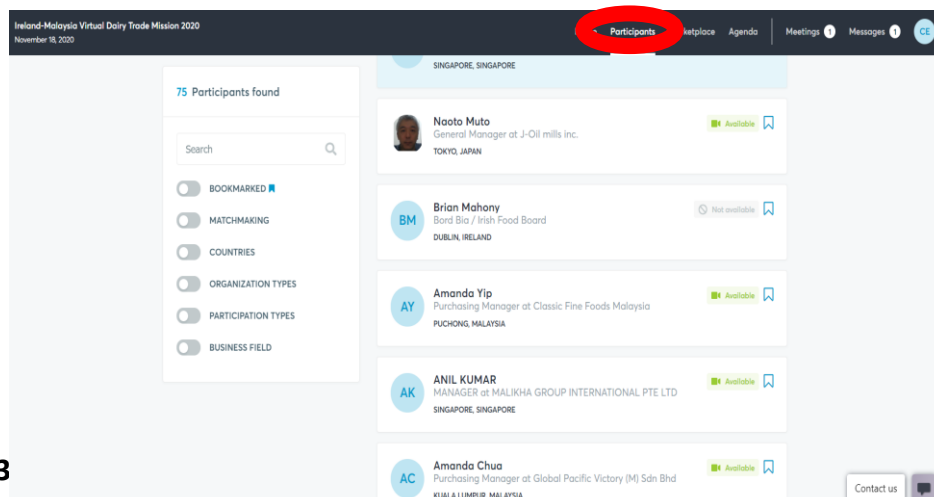 Ireland-Malaysia Virtual Dairy Trade Mission 2020
November 18, 2020
Participants
Agenda
Meetings 1
Messages 1
CE
75 Participants found
Search
BOOKMARKED
MATCHMAKING
COUNTRIES
ORGANIZATION TYPES
PARTICIPATION TYPES
BUSINESS FIELD
SINGAPORE, SINGAPORE
Naoto Muto
General Manager at J-Oil mills inc.
TOKYO, JAPAN
Available
BM
Brian Mahony
Bord Bia / Irish Food Board
DUBLIN, IRELAND
Not available
AY
Amanda Yip
Purchasing Manager at Classic Fine Foods Malaysia
PUCHONG, MALAYSIA
Available
AK
ANIL KUMAR
MANAGER at MALIKHA GROUP INTERNATIONAL PTE LTD
SINGAPORE, SINGAPORE
Available
AC
Amanda Chua
Purchasing Manager at Global Pacific Victory (M) Sdn Bhd
KUALA LUMPUR, MALAYSIA
Available
3
Contact us